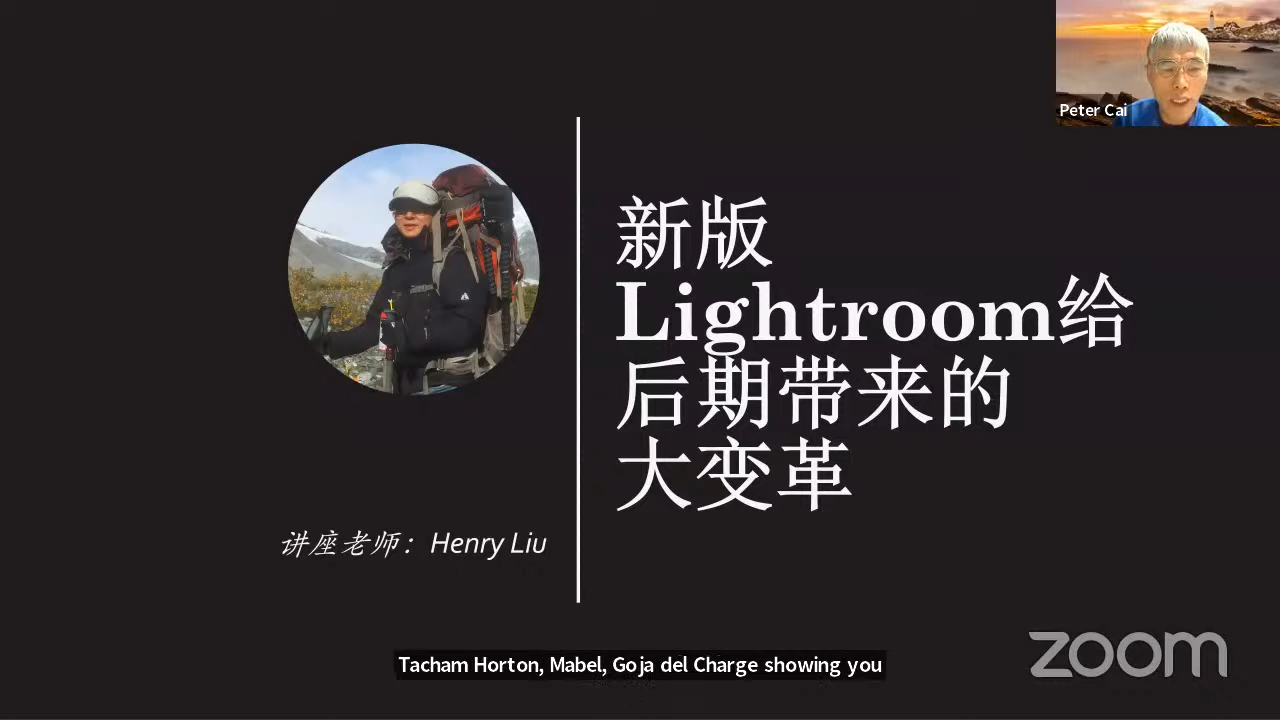 Peter Cai
新版
Lightroom给
后期带来的
大变革
讲座老师：Henry Liu
Tacham Horton, Mabel, Goja del Charge showing you
zoom